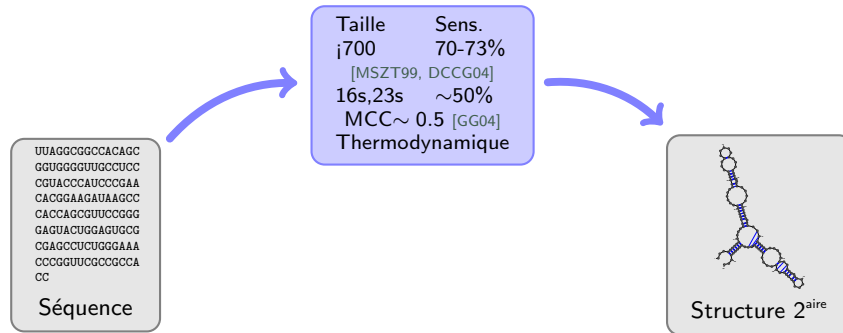 Taille Sens.
¡700 70-73%
[MSZT99, DCCG04]
16s,23s ∼50%
MCC∼ 0.5 [GG04]
Thermodynamique
UUAGGCGGCCACAGC
GGUGGGGUUGCCUCC
CGUACCCAUCCCGAA
CACGGAAGAUAAGCC
CACCAGCGUUCCGGG
GAGUACUGGAGUGCG
CGAGCCUCUGGGAAA
CCCGGUUCGCCGCCA
CC
Séquence
Structure 2aire